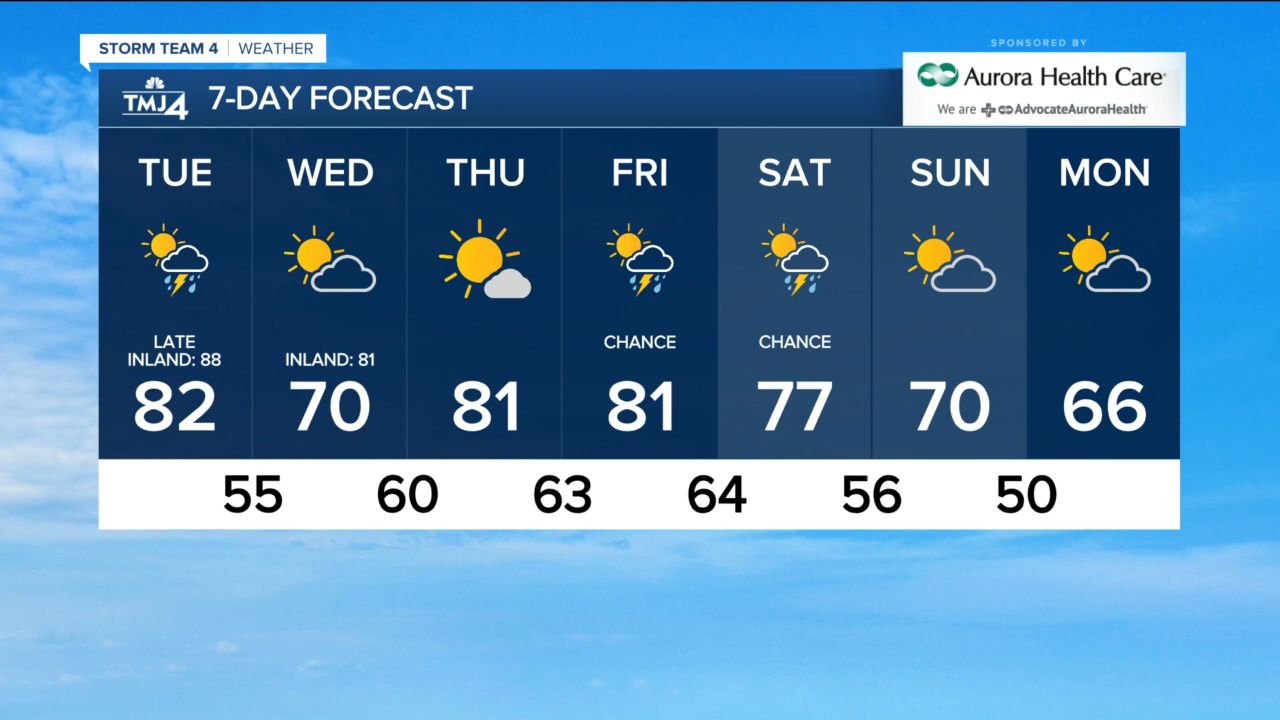 STORM TEAM 4 | WEATHER
SPONSORED BY
Aurora Health Care
We are AdvocateAuroraHealth
TMJ4 7-DAY FORECAST
TUE WED THU FRI SAT SUN MON
LATE CHANCE CHANCE
INLAND: 88 INLAND: 81
82 70 81 81 77 70 66
55 60 63 64 56 50